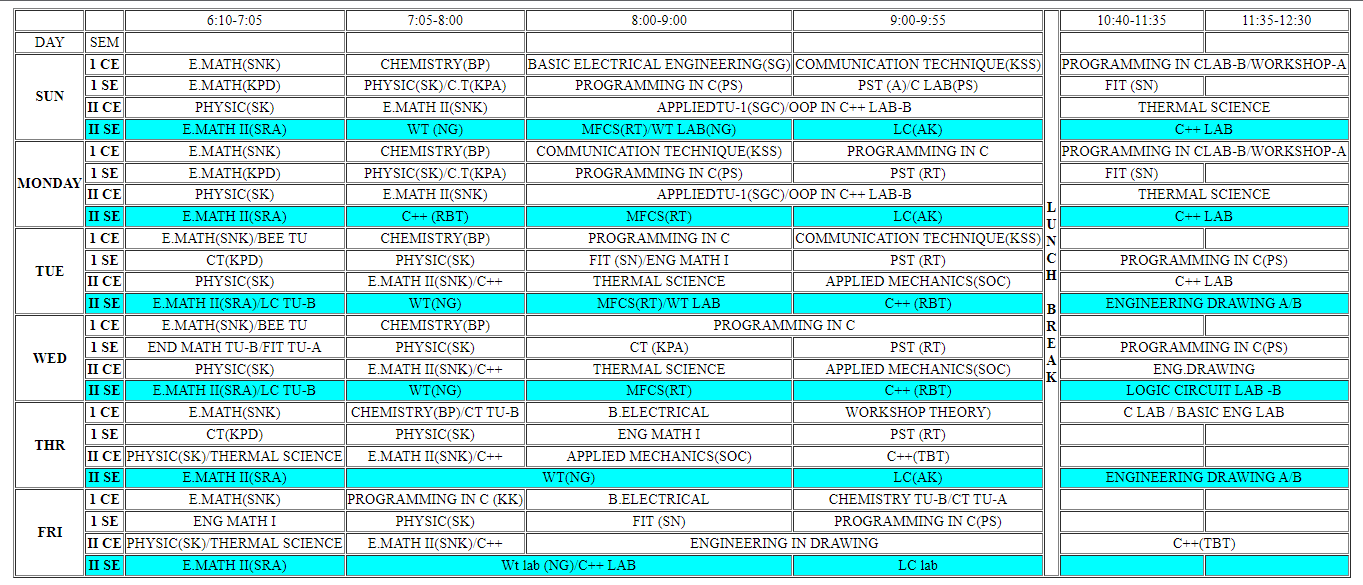 6:10-7:05 7:05-8:00 8:00-9:00 9:00-9:55 10:40-11:35 11:35-12:30
DAY SEM
SUN
1 CE E.MATH(SNK) CHEMISTRY(BP) BASIC ELECTRICAL ENGINEERING(SG) COMMUNICATION TECHNIQUE(KSS) PROGRAMMING IN CLAB-B/WORKSHOP-A
1 SE E.MATH(KPD) PHYSIC(SK)/C.T(KPA) PROGRAMMING IN C(PS) PST (A)/C LAB(PS) FIT (SN)
II CE PHYSIC(SK) E.MATH II(SNK) APPLIEDTU-1(SGC)/OOP IN C++ LAB-B THERMAL SCIENCE
II SE E.MATH II(SRA) WT (NG) MFCS(RT)/WT LAB(NG) LC(AK) C++ LAB
MONDAY
1 CE E.MATH(SNK) CHEMISTRY(BP) COMMUNICATION TECHNIQUE(KSS) PROGRAMMING IN C PROGRAMMING IN CLAB-B/WORKSHOP-A
1 SE E.MATH(KPD) PHYSIC(SK)/C.T(KPA) PROGRAMMING IN C(PS) PST (RT) FIT (SN)
II CE PHYSIC(SK) E.MATH II(SNK) APPLIEDTU-1(SGC)/OOP IN C++ LAB-B THERMAL SCIENCE
II SE E.MATH II(SRA) C++ (RBT) MFCS(RT) LC(AK) C++ LAB
TUE
1 CE E.MATH(SNK)/BEE TU CHEMISTRY(BP) PROGRAMMING IN C COMMUNICATION TECHNIQUE(KSS)
1 SE CT(KPD) PHYSIC(SK) FIT (SN)/ENG MATH I PST (RT) PROGRAMMING IN C(PS)
II CE PHYSIC(SK) E.MATH II(SNK)/C++ THERMAL SCIENCE APPLIED MECHANICS(SOC) C++ LAB
II SE E.MATH II(SRA)/LC TU-B WT(NG) MFCS(RT)/WT LAB C++ (RBT) ENGINEERING DRAWING A/B
WED
1 CE E.MATH(SNK)/BEE TU CHEMISTRY(BP) PROGRAMMING IN C
1 SE END MATH TU-B/FIT TU-A PHYSIC(SK) CT (KPA) PST (RT) PROGRAMMING IN C(PS)
II CE PHYSIC(SK) E.MATH II(SNK)/C++ THERMAL SCIENCE APPLIED MECHANICS(SOC) ENG.DRAWING
II SE E.MATH II(SRA)/LC TU-B WT(NG) MFCS(RT) C++ (RBT) LOGIC CIRCUIT LAB -B
THR
1 CE E.MATH(SNK) CHEMISTRY(BP)/CT TU-B B.ELECTRICAL WORKSHOP THEORY) C LAB / BASIC ENG LAB
1 SE CT(KPD) PHYSIC(SK) ENG MATH I PST (RT)
II CE PHYSIC(SK)/THERMAL SCIENCE E.MATH II(SNK)/C++ APPLIED MECHANICS(SOC) C++(TBT)
II SE E.MATH II(SRA) WT(NG) LC(AK) ENGINEERING DRAWING A/B
FRI
1 CE E.MATH(SNK) PROGRAMMING IN C (KK) B.ELECTRICAL CHEMISTRY TU-B/CT TU-A
1 SE ENG MATH I PHYSIC(SK) FIT (SN) PROGRAMMING IN C(PS)
II CE PHYSIC(SK)/THERMAL SCIENCE E.MATH II(SNK)/C++ ENGINEERING IN DRAWING C++(TBT)
II SE E.MATH II(SRA) Wt lab (NG)/C++ LAB LC lab
L
U
N
C
H
B
R
E
A
K